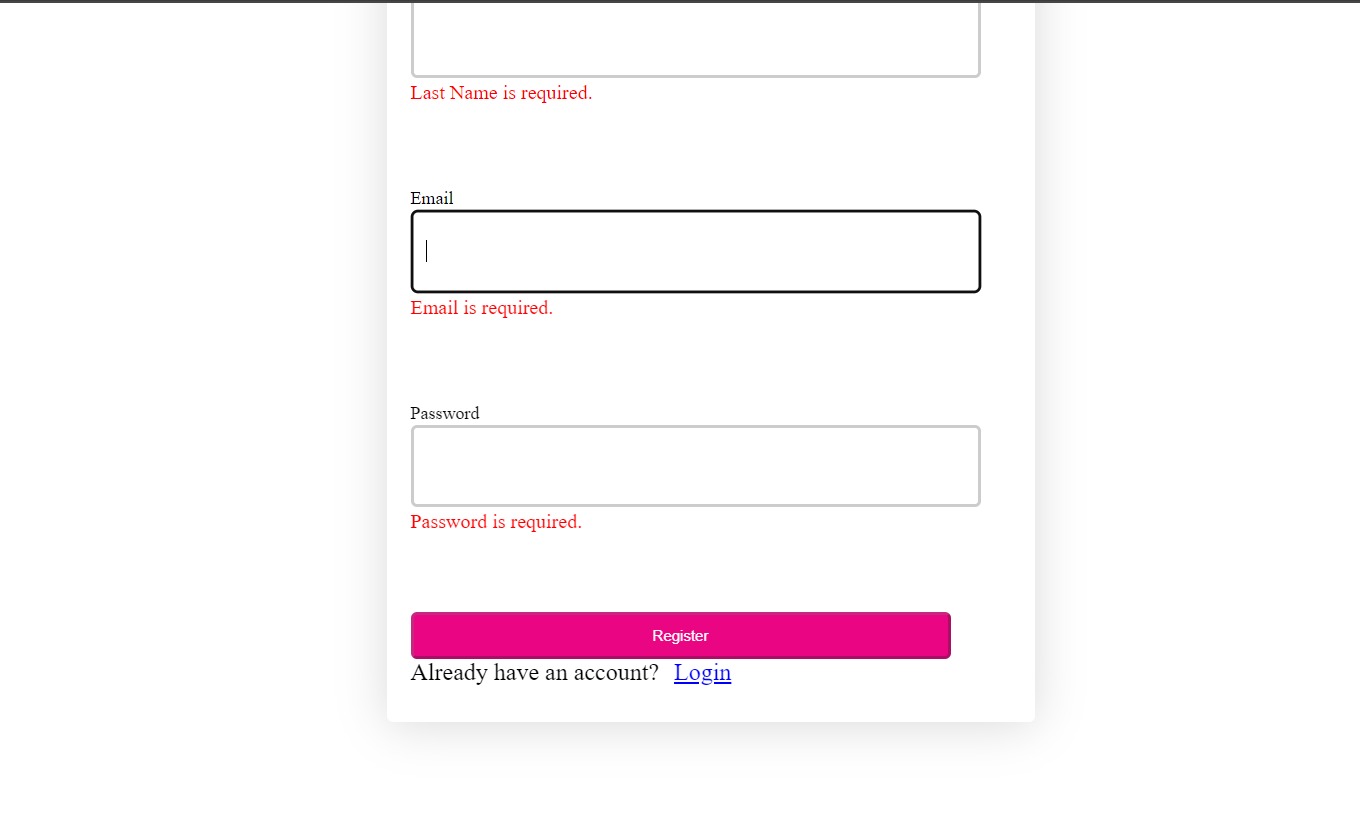 Last Name is required.
Email
Email is required.
Password
Password is required.
Register
Already have an account? Login